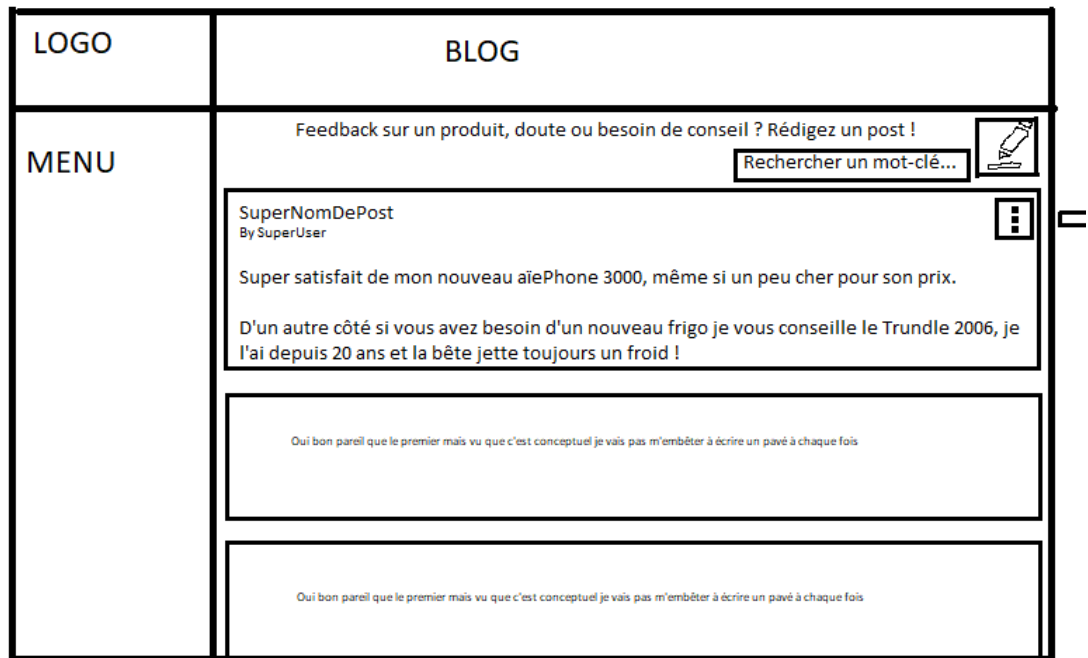 LOGO
BLOG
MENU
Feedback sur un produit, doute ou besoin de conseil ? Rédigez un post !
Rechercher un mot-clé...
SuperNomDePost
By SuperUser
Super satisfait de mon nouveau aïePhone 3000, même si un peu cher pour son prix.
D'un autre côté si vous avez besoin d'un nouveau frigo je vous conseille le Trundle 2006, je
l'ai depuis 20 ans et la bête jette toujours un froid !
Oui bon pareil que le premier mais vu que c'est conceptuel je vais pas m'embêter à écrire un pavé à chaque fois
Oui bon pareil que le premier mais vu que c'est conceptuel je vais pas m'embêter à écrire un pavé à chaque fois